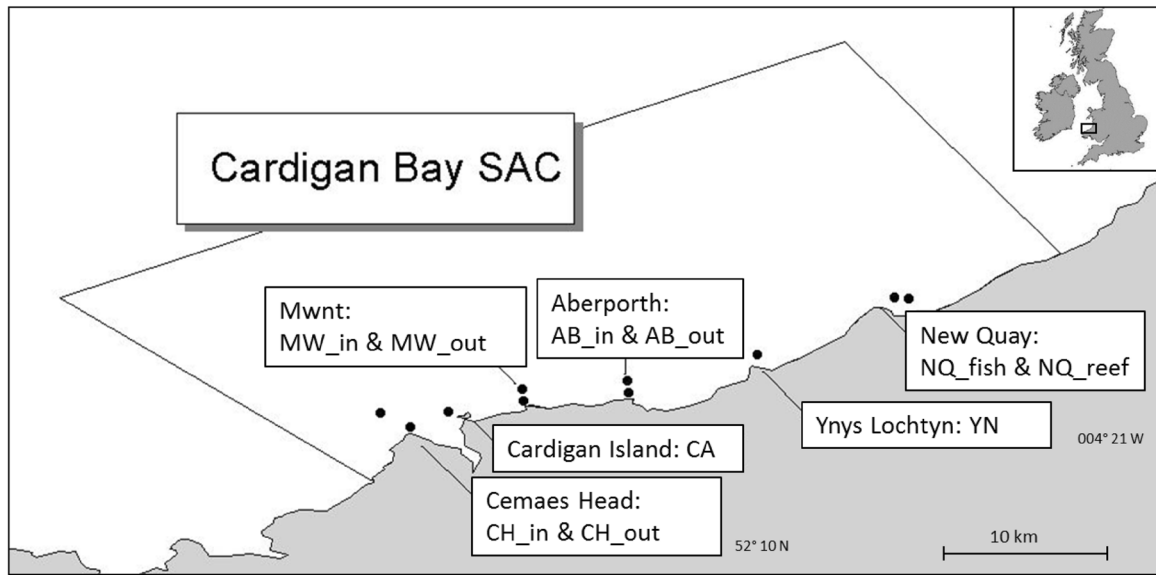 Cardigan Bay SAC
Mwnt:
MW_in & MW_out
Aberporth:
AB_in & AB_out
New Quay:
NQ_fish & NQ_reef
Ynys Lochtyn: YN
Cardigan Island: CA
Cemaes Head:
CH_in & CH_out
004° 21 W
52° 10 N
10 km